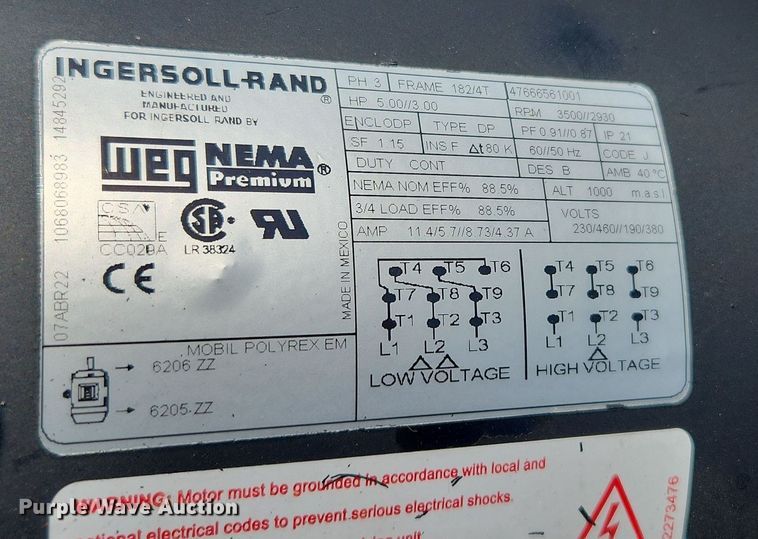 INGERSOLL-RAND®
ENGINEERED AND
MANUFACTURED
FOR INGERSOLL RAND BY
weg NEMA Premium®
CSA
E
CC029A
LR 38324
CE
07ABR22 1068068983 14845292
MADE IN MEXICO
PH 3 FRAME 182/4T 47666561001
HP 5.00//3.00 RPM 3500//2930
ENCL ODP TYPE DP PF 0.91//0.87 IP 21
SF 1.15 INS F Δt 80 K 60//50 Hz CODE J
DUTY CONT DES B AMB 40°C
NEMA NOM EFF% 88.5% ALT 1000 m.a.s.l
3/4 LOAD EFF% 88.5% VOLTS
AMP 11.4/5.7//8.73/4.37 A 230/460//190/380
T4 T5 T6 T4 T5 T6
T7 T8 T9 T7 T8 T9
T1 T2 T3 T1 T2 T3
L1 L2 L3 L1 L2 L3
ΔΔ Δ
LOW VOLTAGE HIGH VOLTAGE
MOBIL POLYREX EM
6206 ZZ
6205-ZZ
WARNING: Motor must be grounded in accordance with local and
national electrical codes to prevent serious electrical shocks.
2273476
Purple Wave Auction